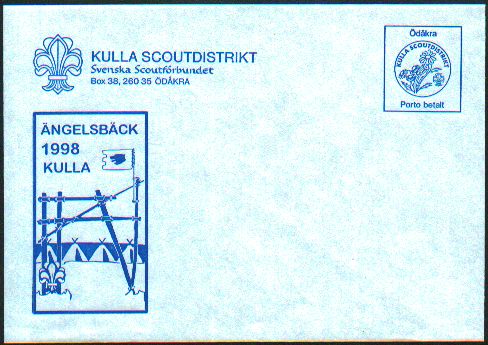 KULLA SCOUTDISTRIKT
Svenska Scoutförbundet
Box 38, 260 35 ÖDÅKRA
Ödåkra
KULLA SCOUTDISTRIKT
Porto betalt
ÄNGELSBÄCK
1998
KULLA